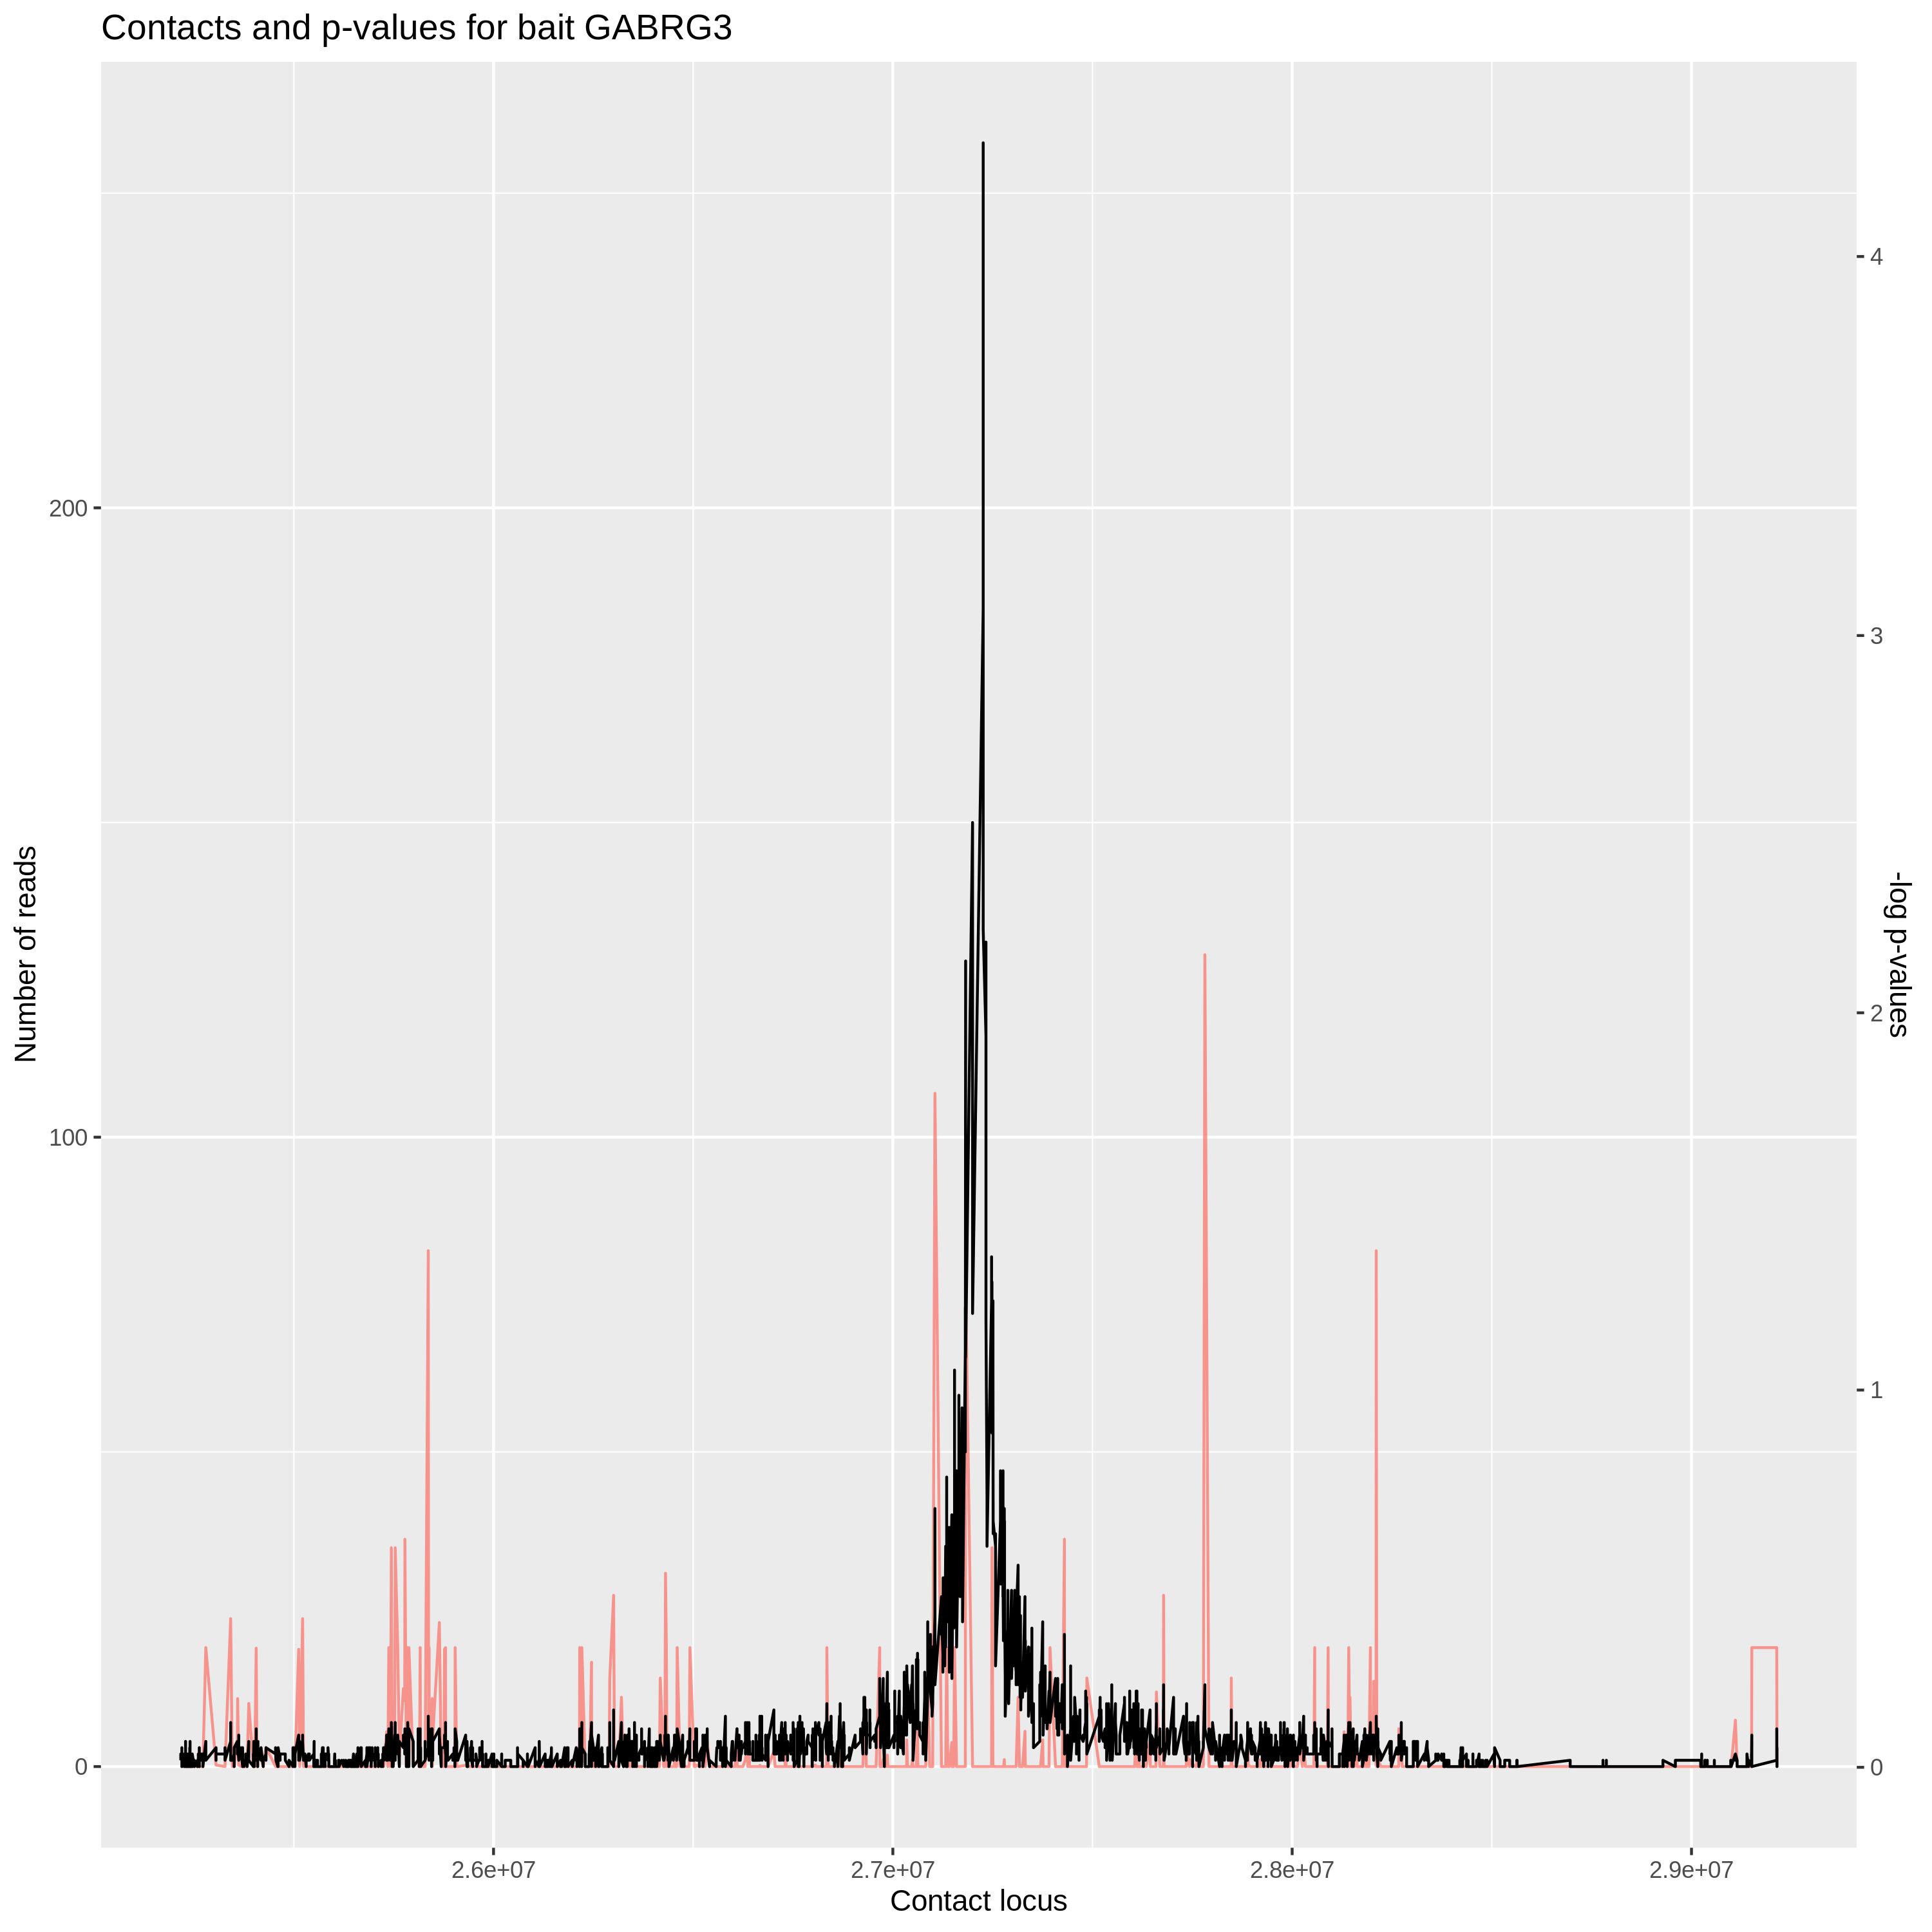 Contacts and p-values for bait GABRG3
Number of reads
200
100
0
4
3
2
1
0
-log p-values
2.6e+07
2.7e+07
2.8e+07
2.9e+07
Contact locus